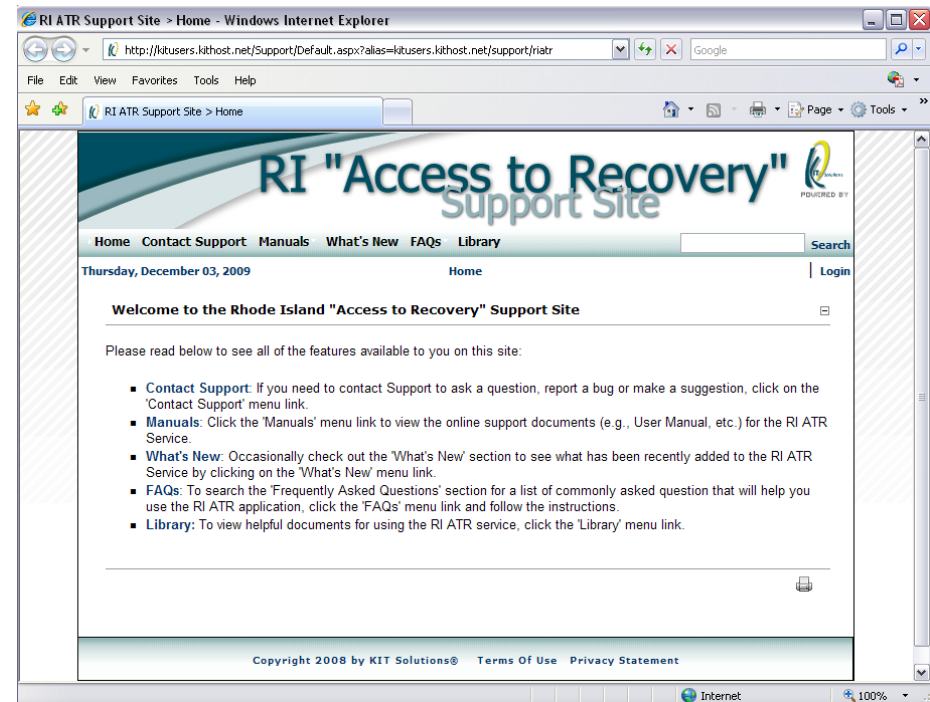 RI ATR Support Site > Home - Windows Internet Explorer
http://kitusers.kithost.net/Support/Default.aspx?alias=kitusers.kithost.net/support/riatr
Google
File Edit View Favorites Tools Help
RI ATR Support Site > Home
Page Tools »
RI "Access to Recovery"
Support Site
POWERED BY
Home Contact Support Manuals What's New FAQs Library
Search
Thursday, December 03, 2009
Home
Login
Welcome to the Rhode Island "Access to Recovery" Support Site
Please read below to see all of the features available to you on this site:
▪ Contact Support: If you need to contact Support to ask a question, report a bug or make a suggestion, click on the
'Contact Support' menu link.
▪ Manuals: Click the 'Manuals' menu link to view the online support documents (e.g., User Manual, etc.) for the RI ATR
Service.
▪ What's New: Occasionally check out the 'What's New' section to see what has been recently added to the RI ATR
Service by clicking on the 'What's New' menu link.
▪ FAQs: To search the 'Frequently Asked Questions' section for a list of commonly asked question that will help you
use the RI ATR application, click the 'FAQs' menu link and follow the instructions.
▪ Library: To view helpful documents for using the RI ATR service, click the 'Library' menu link.
Copyright 2008 by KIT Solutions® Terms Of Use Privacy Statement
Internet
100%